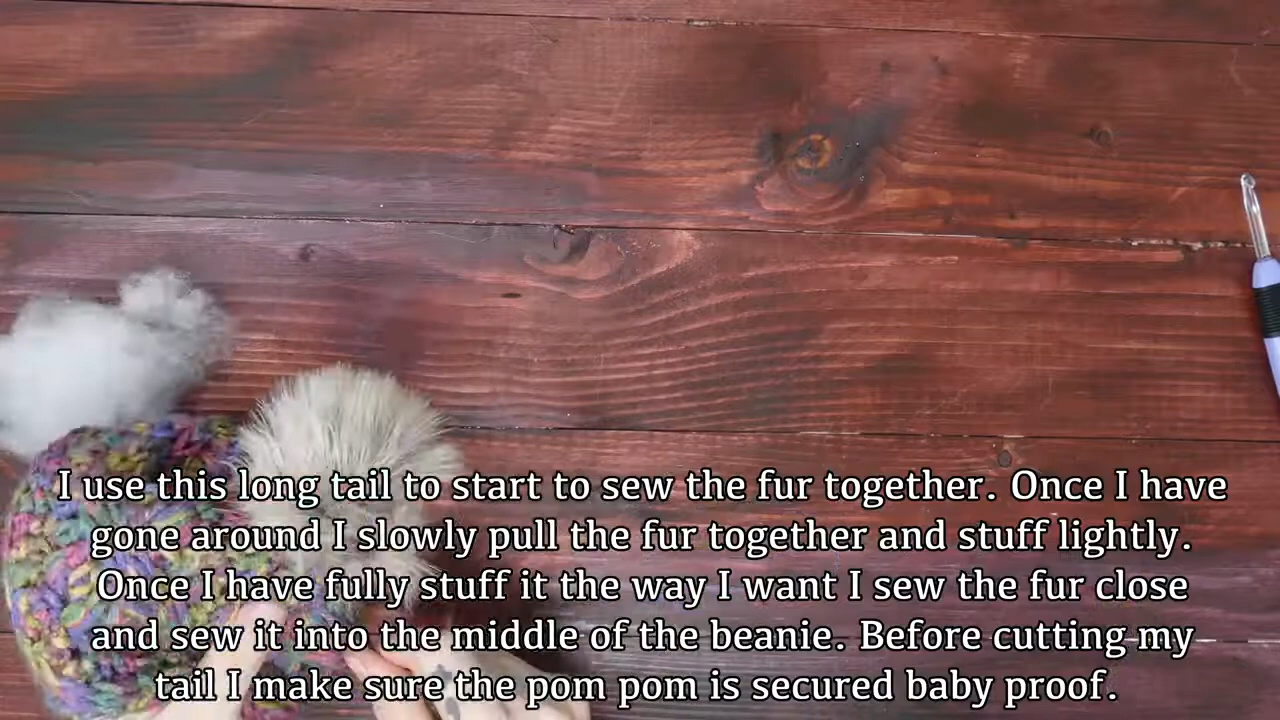 I use this long tail to start to sew the fur together. Once I have
gone around I slowly pull the fur together and stuff lightly.
Once I have fully stuff it the way I want I sew the fur close
and sew it into the middle of the beanie. Before cutting my
tail I make sure the pom pom is secured baby proof.